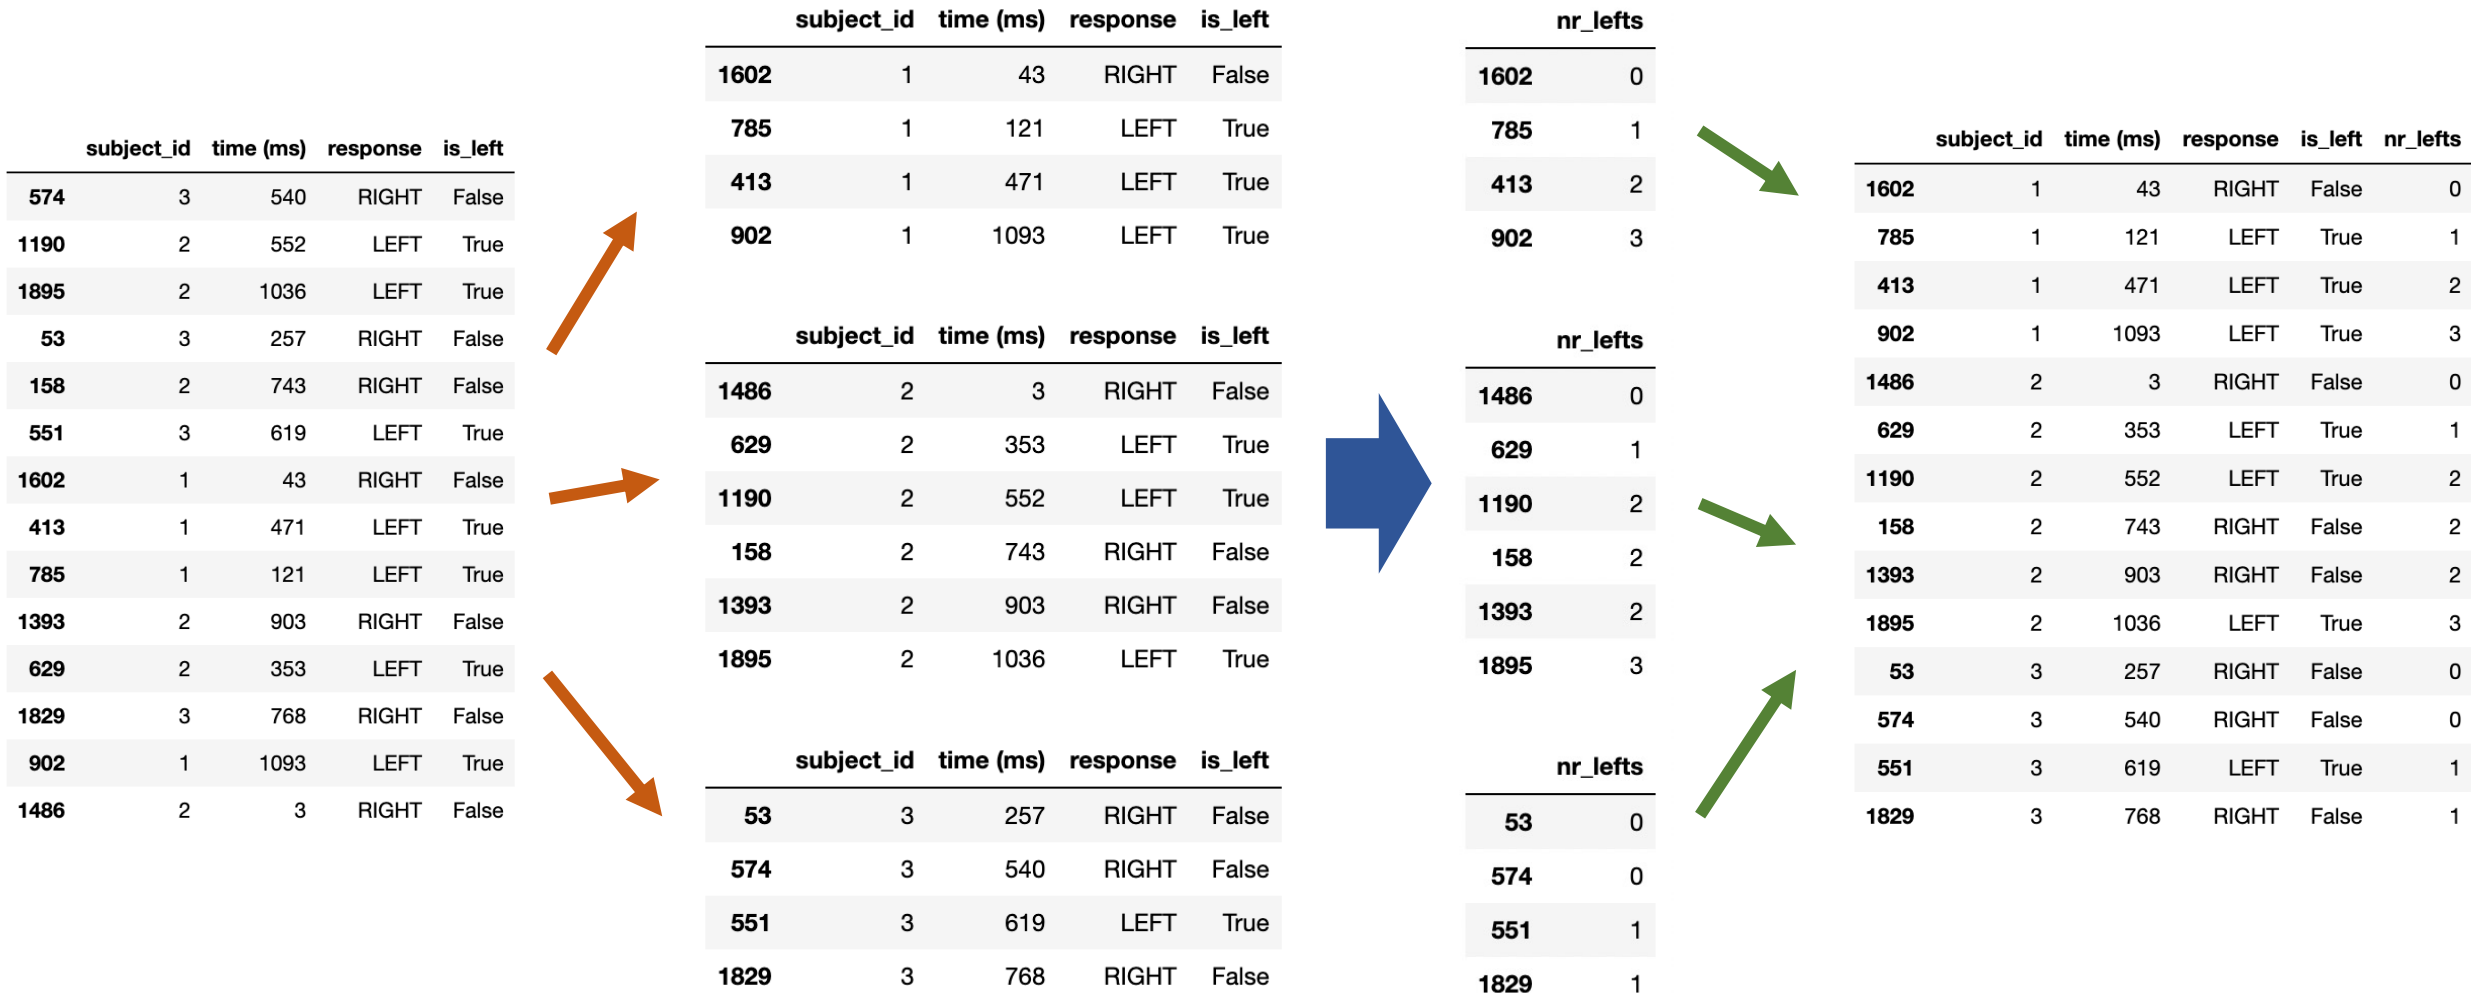 subject_id time (ms) response is_left
574 3 540 RIGHT False
1190 2 552 LEFT True
1895 2 1036 LEFT True
53 3 257 RIGHT False
158 2 743 RIGHT False
551 3 619 LEFT True
1602 1 43 RIGHT False
413 1 471 LEFT True
785 1 121 LEFT True
1393 2 903 RIGHT False
629 2 353 LEFT True
1829 3 768 RIGHT False
902 1 1093 LEFT True
1486 2 3 RIGHT False
subject_id time (ms) response is_left
1602 1 43 RIGHT False
785 1 121 LEFT True
413 1 471 LEFT True
902 1 1093 LEFT True
subject_id time (ms) response is_left
1486 2 3 RIGHT False
629 2 353 LEFT True
1190 2 552 LEFT True
158 2 743 RIGHT False
1393 2 903 RIGHT False
1895 2 1036 LEFT True
subject_id time (ms) response is_left
53 3 257 RIGHT False
574 3 540 RIGHT False
551 3 619 LEFT True
1829 3 768 RIGHT False
nr_lefts
1602 0
785 1
413 2
902 3
nr_lefts
1486 0
629 1
1190 2
158 2
1393 2
1895 3
nr_lefts
53 0
574 0
551 1
1829 1
subject_id time (ms) response is_left nr_lefts
1602 1 43 RIGHT False 0
785 1 121 LEFT True 1
413 1 471 LEFT True 2
902 1 1093 LEFT True 3
1486 2 3 RIGHT False 0
629 2 353 LEFT True 1
1190 2 552 LEFT True 2
158 2 743 RIGHT False 2
1393 2 903 RIGHT False 2
1895 2 1036 LEFT True 3
53 3 257 RIGHT False 0
574 3 540 RIGHT False 0
551 3 619 LEFT True 1
1829 3 768 RIGHT False 1